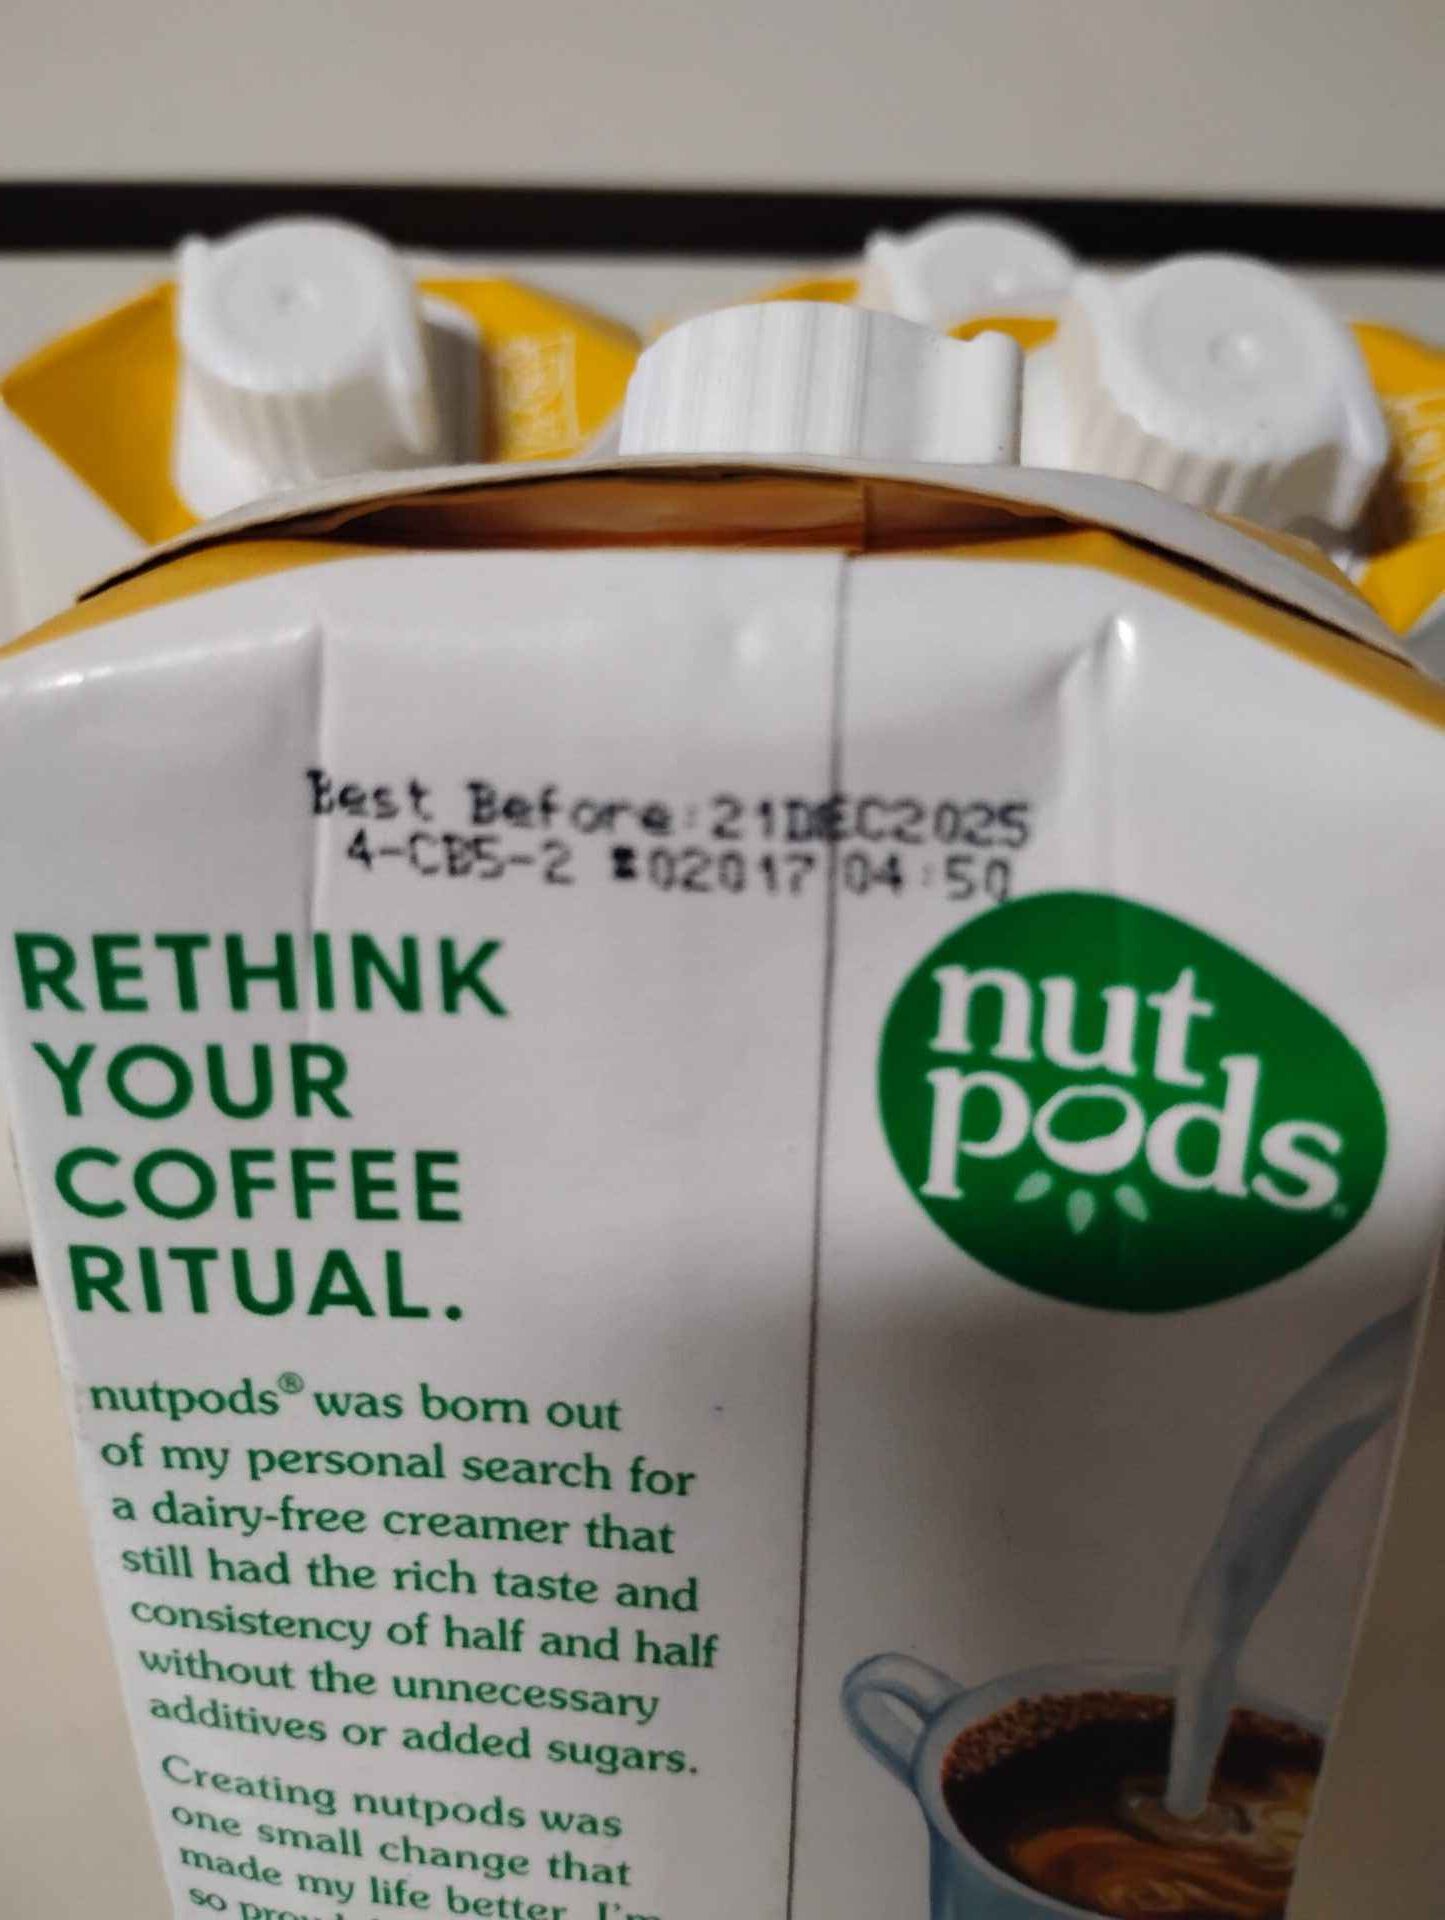 Best Before:21DEC2025
4-CB5-2 02017 04:50
RETHINK
YOUR
COFFEE
RITUAL.
nut
pods
nutpods® was born out
of my personal search for
a dairy-free creamer that
still had the rich taste and
consistency of half and half
without the unnecessary
additives or added sugars.
Creating nutpods was
one small change that
made my life better. I'm
so